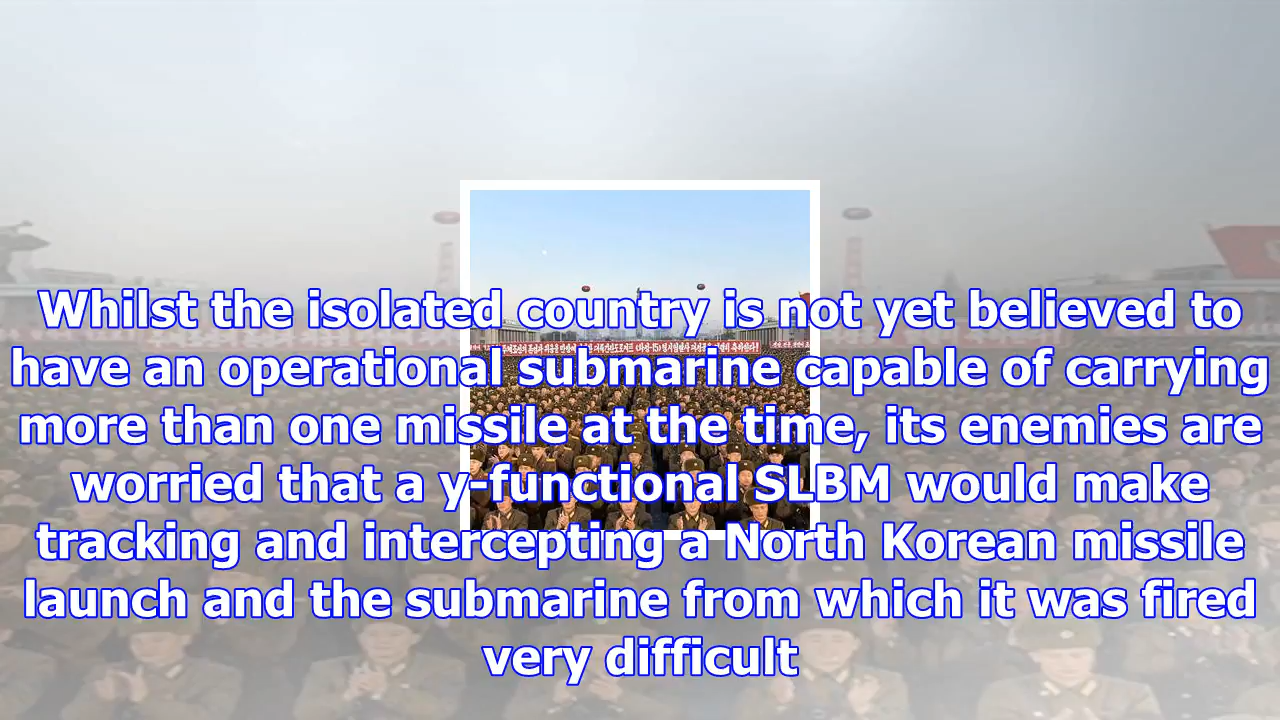 Whilst the isolated country is not yet believed to
have an operational submarine capable of carrying
more than one missile at the time, its enemies are
worried that a y-functional SLBM would make
tracking and intercepting a North Korean missile
launch and the submarine from which it was fired
very difficult